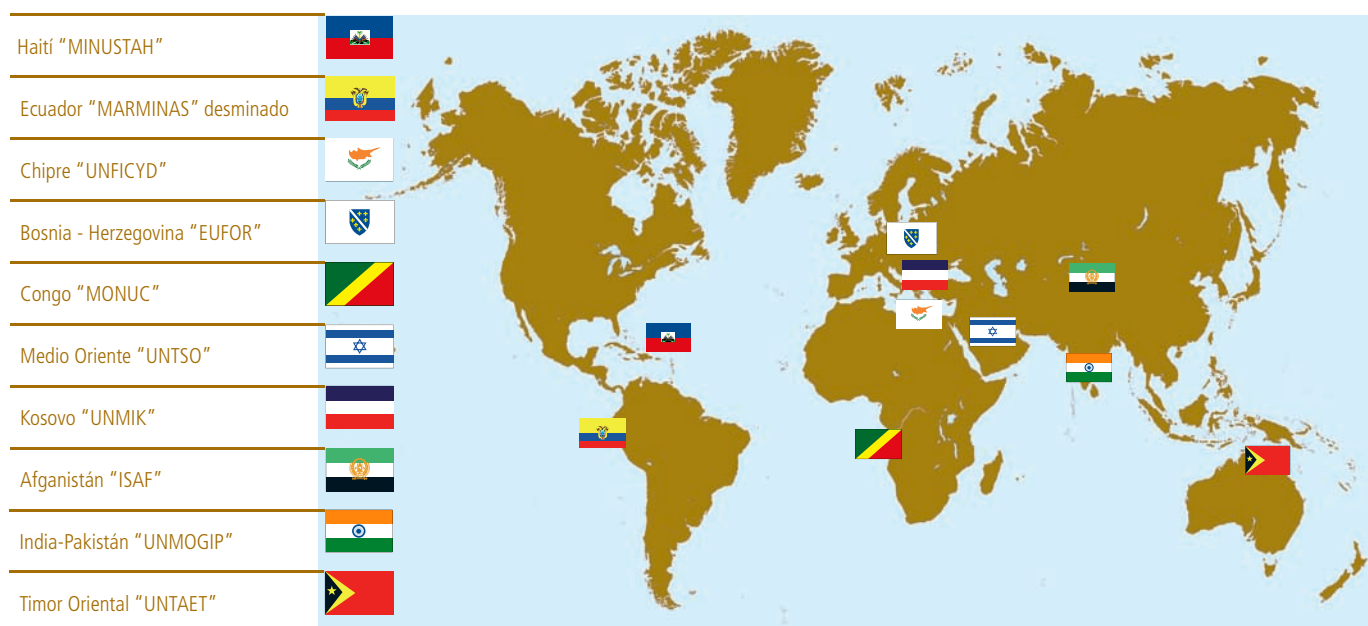 Haití “MINUSTAH”
Ecuador “MARMINAS” desminado
Chipre “UNFICYD”
Bosnia - Herzegovina “EUFOR”
Congo “MONUC”
Medio Oriente “UNTSO”
Kosovo “UNMIK”
Afganistán “ISAF”
India-Pakistán “UNMOGIP”
Timor Oriental “UNTAET”